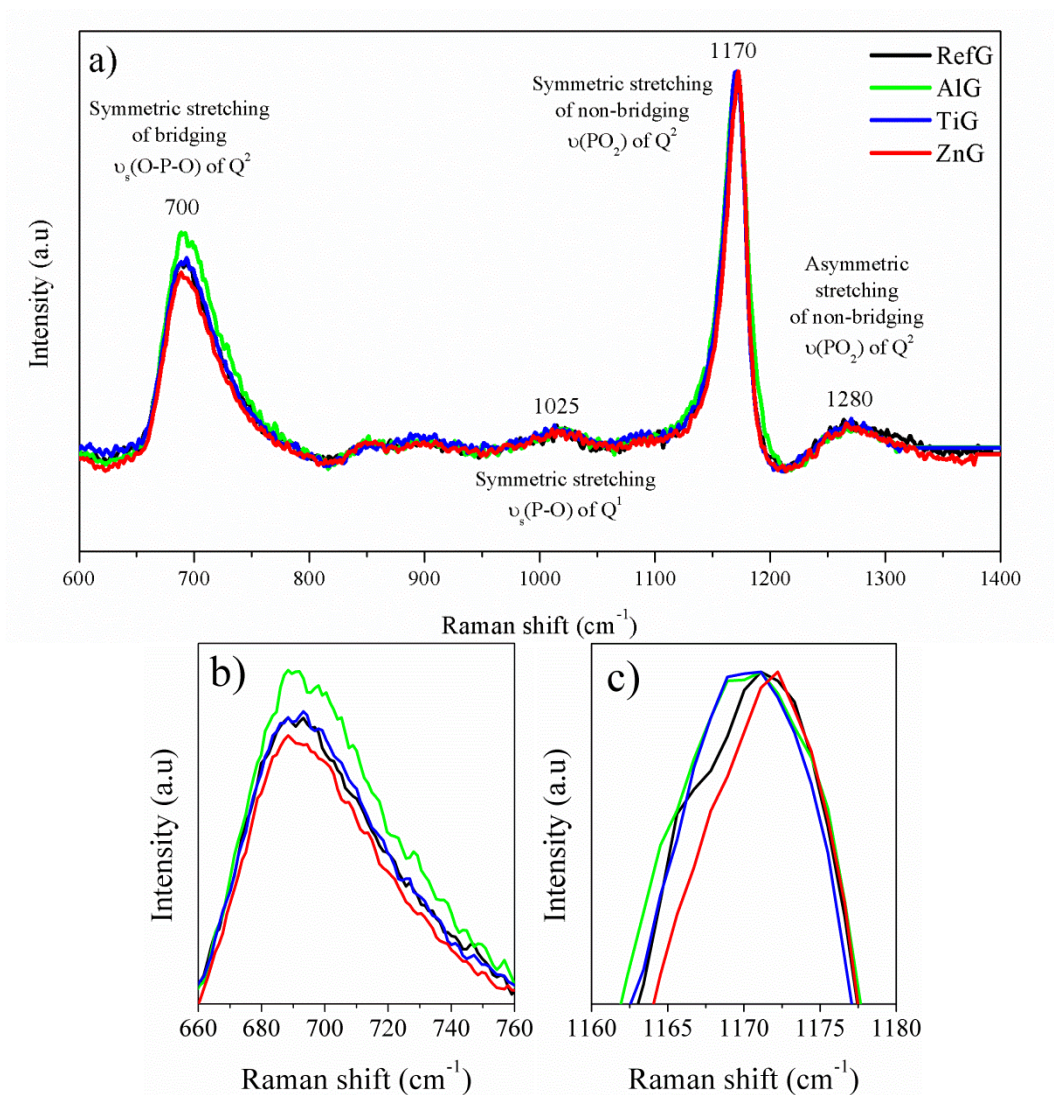 a)
1170
RefG
AlG
TiG
ZnG
Symmetric stretching
of bridging
υₛ(O-P-O) of Q²
700
Symmetric stretching
of non-bridging
υ(PO₂) of Q²
Asymmetric
stretching
of non-bridging
υ(PO₂) of Q²
1025
1280
Symmetric stretching
υₛ(P-O) of Q¹
Intensity (a.u)
600 700 800 900 1000 1100 1200 1300 1400
Raman shift (cm⁻¹)
b)
Intensity (a.u)
660 680 700 720 740 760
Raman shift (cm⁻¹)
c)
Intensity (a.u)
1160 1165 1170 1175 1180
Raman shift (cm⁻¹)